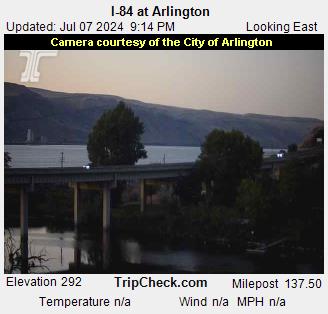 I-84 at Arlington
Updated: Jul 07 2024 9:14 PM Looking East
Camera courtesy of the City of Arlington
Elevation 292 TripCheck.com Milepost 137.50
Temperature n/a Wind n/a MPH n/a